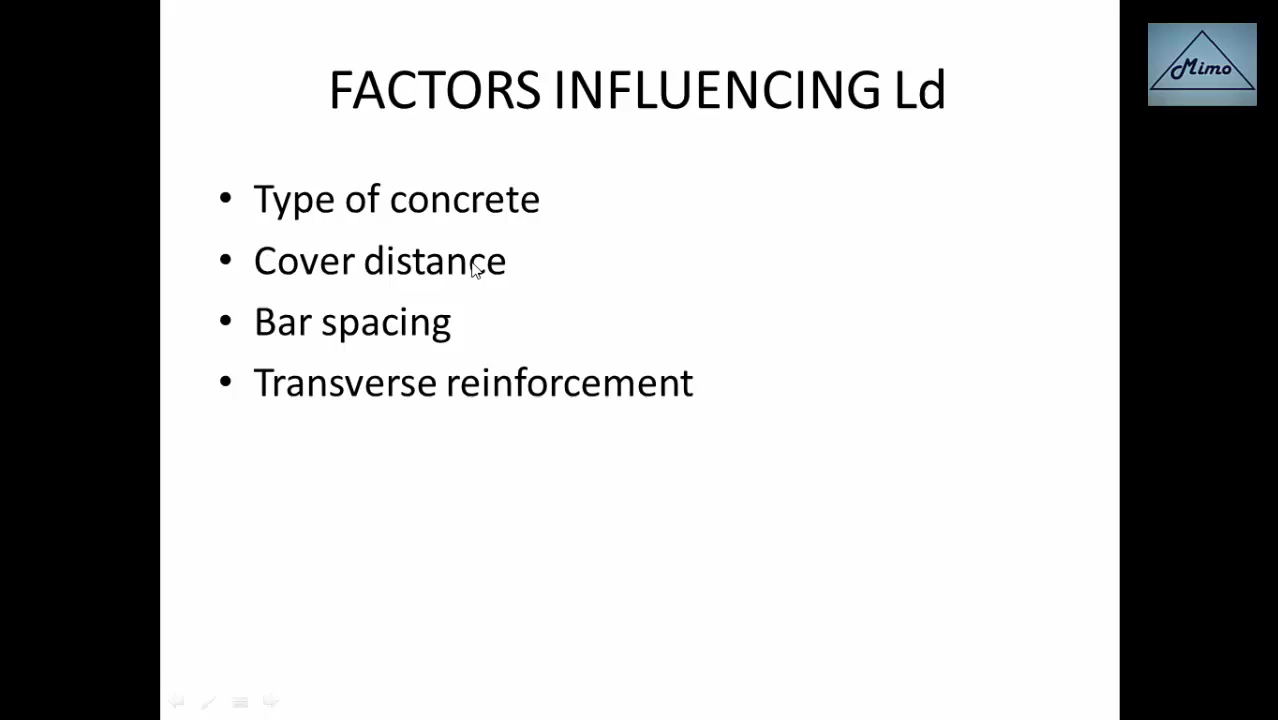 Mimo
FACTORS INFLUENCING Ld
• Type of concrete
• Cover distance
• Bar spacing
• Transverse reinforcement